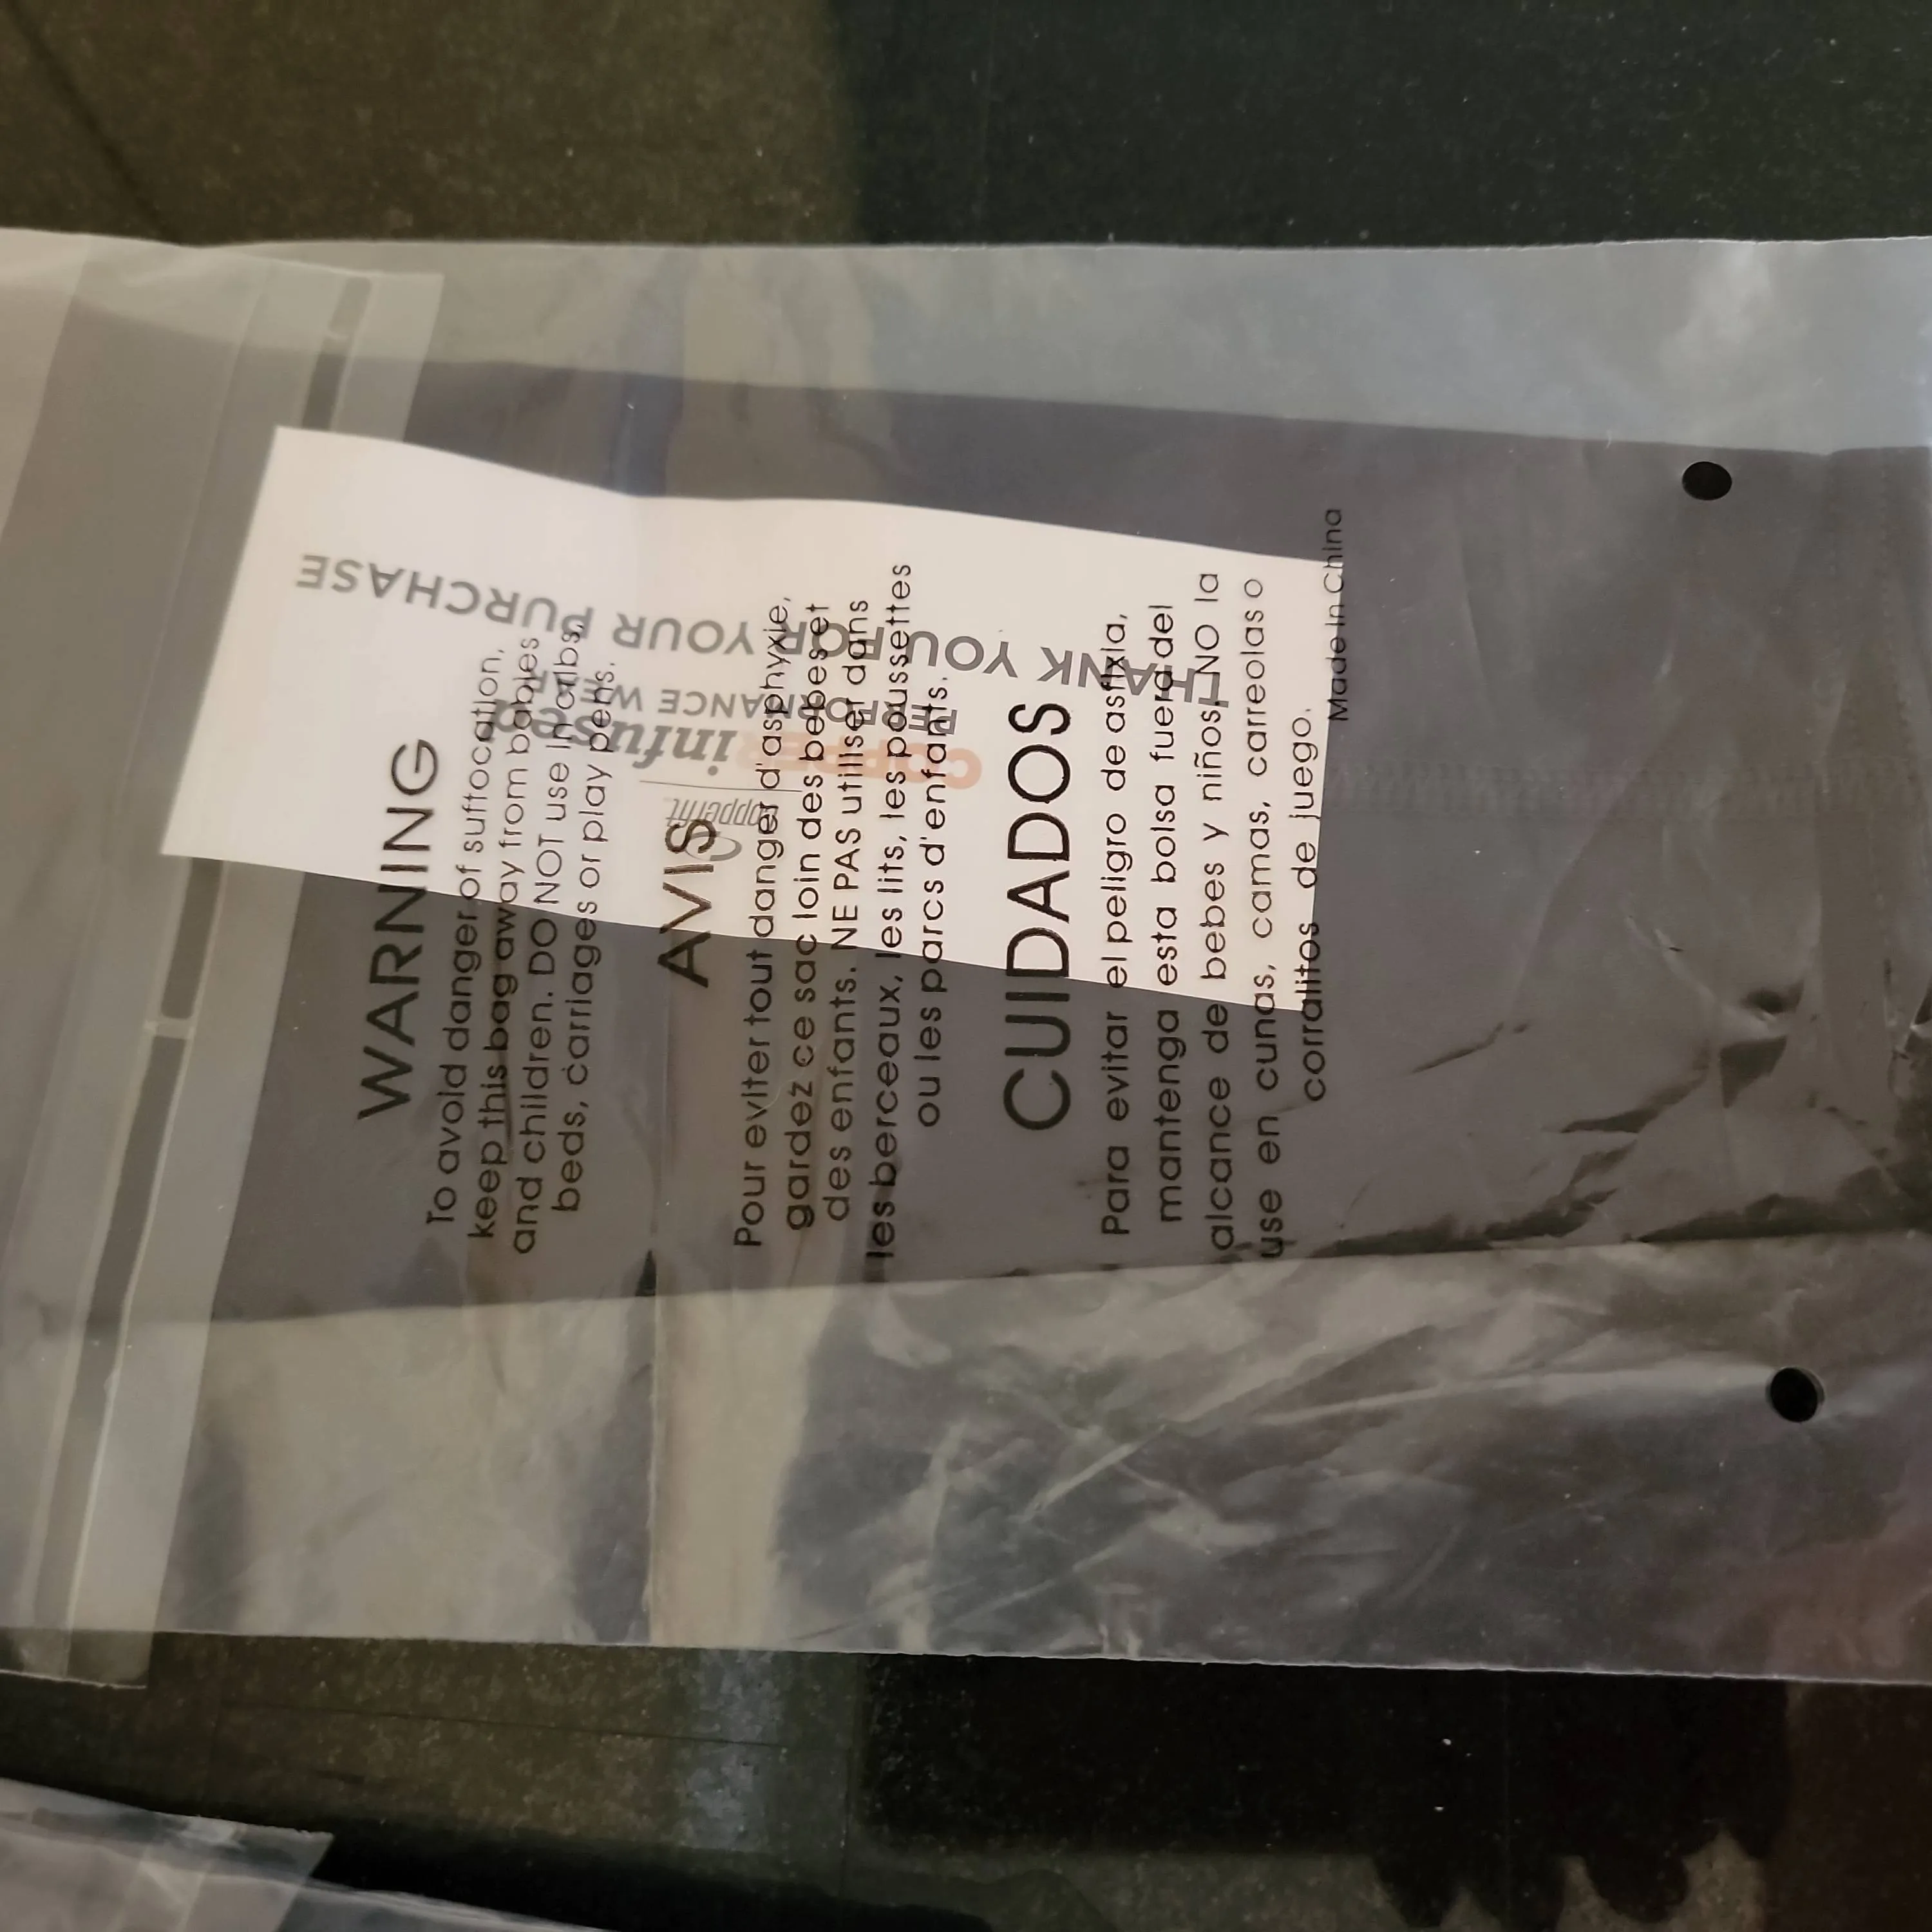 WARNING
To avoid danger of suffocation,
keep this bag away from babies
and children. DO NOT use in cribs,
beds, carriages or play pens.
AVIS
Pour eviter tout danger d'asphyxie,
gardez ce sac loin des bebes et
des enfants. NE PAS utiliser dans
les berceaux, les lits, les poussettes
ou les parcs d'enfants.
CUIDADOS
Para evitar el peligro de asfixia,
mantenga esta bolsa fuera del
alcance de bebes y niños. NO la
use en cunas, camas, carreolas o
corralitos de juego.
Made In China
Copperfit
COPPER infused
PERFORMANCE WEAR
THANK YOU FOR YOUR PURCHASE